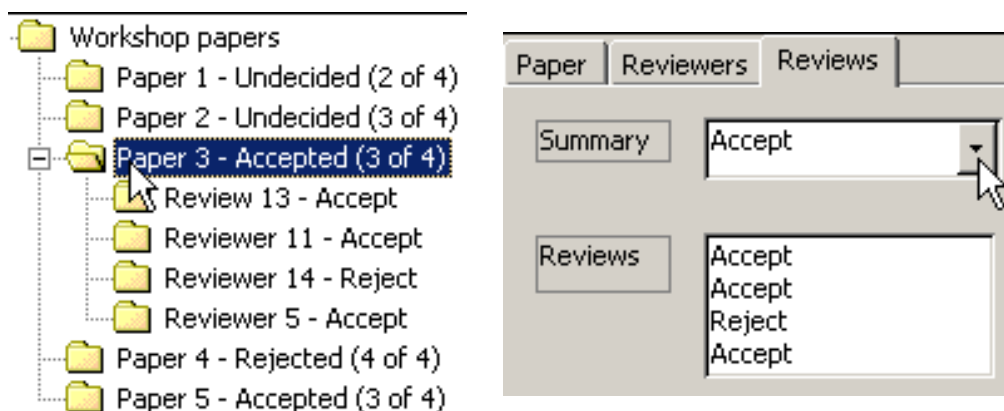 Workshop papers
Paper 1 - Undecided (2 of 4)
Paper 2 - Undecided (3 of 4)
Paper 3 - Accepted (3 of 4)
Review 13 - Accept
Reviewer 11 - Accept
Reviewer 14 - Reject
Reviewer 5 - Accept
Paper 4 - Rejected (4 of 4)
Paper 5 - Accepted (3 of 4)
Paper Reviewers Reviews
Summary Accept
Reviews Accept
Accept
Reject
Accept